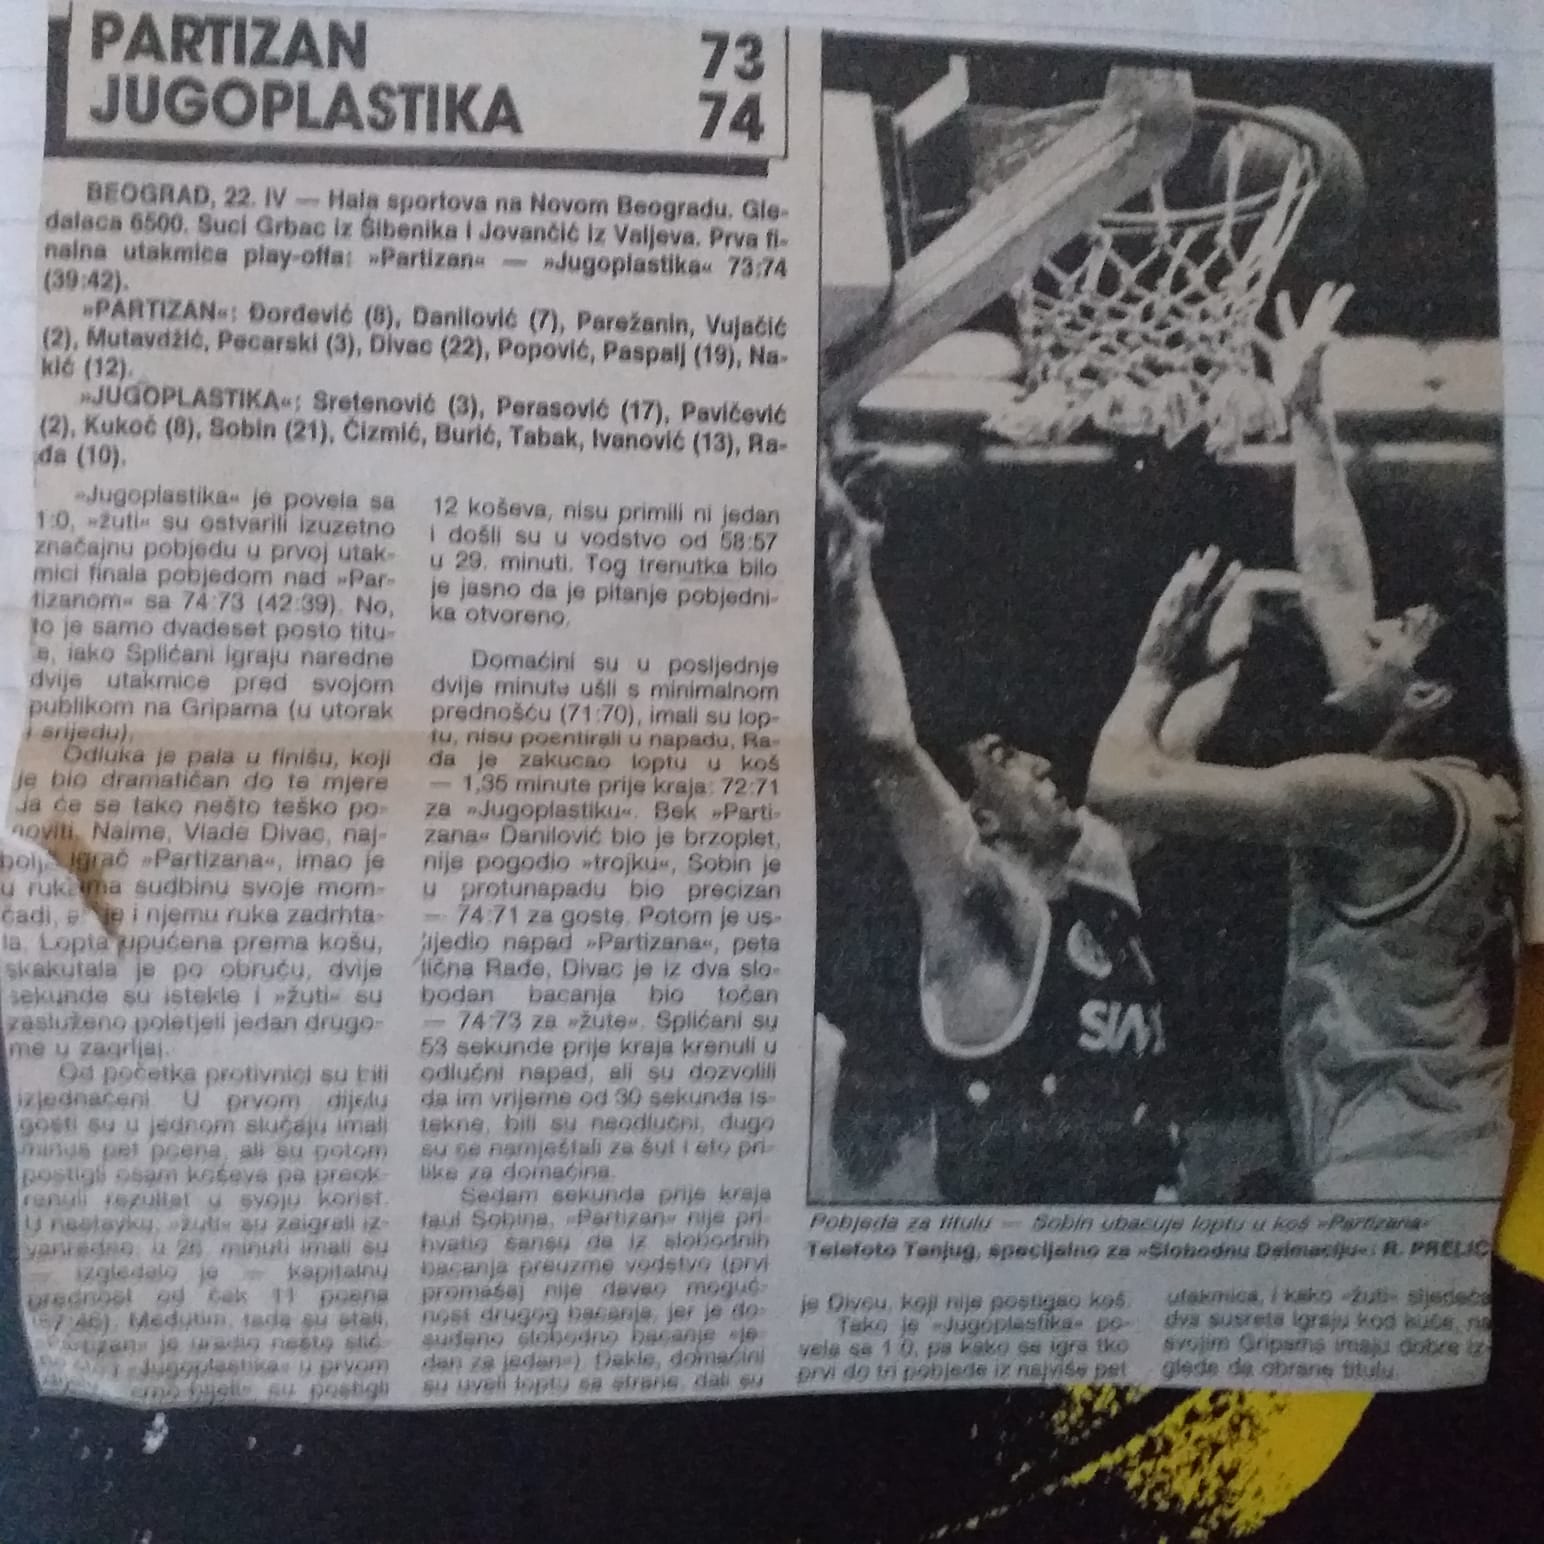 PARTIZAN 73
JUGOPLASTIKA 74
BEOGRAD, 22. IV — Hala sportova na Novom Beogradu. Gle-
dalaca 6500. Suci Grbac iz Šibenika i Jovančić iz Valjeva. Prva fi-
nalna utakmica play-offa: »Partizan« — »Jugoplastika« 73:74
(39:42).
»PARTIZAN«: Đorđević (8), Danilović (7), Parežanin, Vujačić
(2), Mutavdžić, Pecarski (3), Divac (22), Popović, Paspalj (19), Na-
kić (12).
»JUGOPLASTIKA«: Sretenović (3), Perasović (17), Pavićević
(2), Kukoč (8), Sobin (21), Čizmić, Burić, Tabak, Ivanović (13), Ra-
đa (10).
»Jugoplastika« je povela sa
1:0, »žuti« su ostvarili izuzetno
značajnu pobjedu u prvoj utak-
mici finala pobjedom nad »Par-
tizanom« sa 74:73 (42:39). No,
to je samo dvadeset posto titu-
e, iako Splićani igraju naredne
dvije utakmice pred svojom
publikom na Gripama (u utorak
i srijedu).
Odluka je pala u finišu, koji
je bio dramatičan do te mjere
da će se tako nešto teško po-
noviti. Naime, Vlade Divac, naj-
bolji igrač »Partizana«, imao je
u rukama sudbinu svoje mom-
čadi, je i njemu ruka zadrhta-
la. Lopta upućena prema košu,
skakutala je po obruču, dvije
sekunde su istekle i »žuti« su
zasluženo poletjeli jedan drugo-
me u zagrljaj.
Od početka protivnici su bili
izjednačeni. U prvom dijelu
gosti su u jednom slučaju imali
minus pet poena, ali su potom
postigli osam koševa pa preok-
renuli rezultat u svoju korist.
U nastavku, »žuti« su zaigrali iz-
vanredno, u 26. minuti imali su
— izgledalo je — kapitalnu
prednost od čak 11 poena
57:46). Međutim, tada su stali,
»Partizan« je uradio nešto slič-
»Jugoplastika« u prvom
crno-bijeli« su postigli
12 koševa, nisu primili ni jedan
i došli su u vodstvo od 58:57
u 29. minuti. Tog trenutka bilo
je jasno da je pitanje pobjedni-
ka otvoreno.
Domaćini su u posljednje
dvije minute ušli s minimalnom
prednošću (71:70), imali su lop-
tu, nisu poentirali u napadu, Ra-
đa je zakucao loptu u koš
— 1,35 minute prije kraja: 72:71
za »Jugoplastiku«. Bek »Parti-
zana« Danilović bio je brzoplet,
nije pogodio »trojku«, Sobin je
u protunapadu bio precizan
— 74:71 za goste. Potom je us-
lijedio napad »Partizana«, peta
lična Rađe, Divac je iz dva slo-
bodan bacanja bio točan
— 74:73 za »žute«. Splićani su
53 sekunde prije kraja krenuli u
odlučni napad, ali su dozvolili
da im vrijeme od 30 sekunda is-
tekne, bili su neodlučni, dugo
su se namještali za šut i eto pri-
like za domaćina.
Sedam sekunda prije kraja
faul Sobina, »Partizan« nije pri-
hvatio šansu da iz slobodnih
bacanja preuzme vodstvo (prvi
promašaj nije davao moguć-
nost drugog bacanja, jer je do-
suđeno slobodno bacanje »je-
dan za jedan«). Dakle, domaćini
su uveli loptu sa strane, dali su
SIM
Pobjeda za titulu — Sobin ubacuje loptu u koš »Partizana«
Telefoto Tanjug, specijalno za »Slobodnu Dalmaciju«: R. PRELIĆ
je Divcu, koji nije postigao koš.
Tako je »Jugoplastika« po-
vela sa 1:0, pa kako se igra tko
prvi do tri pobjede iz najviše pet
utakmica, i kako »žuti« sljedeća
dva susreta igraju kod kuće, na
svojim Gripama imaju dobre iz-
glede da obrane titulu.